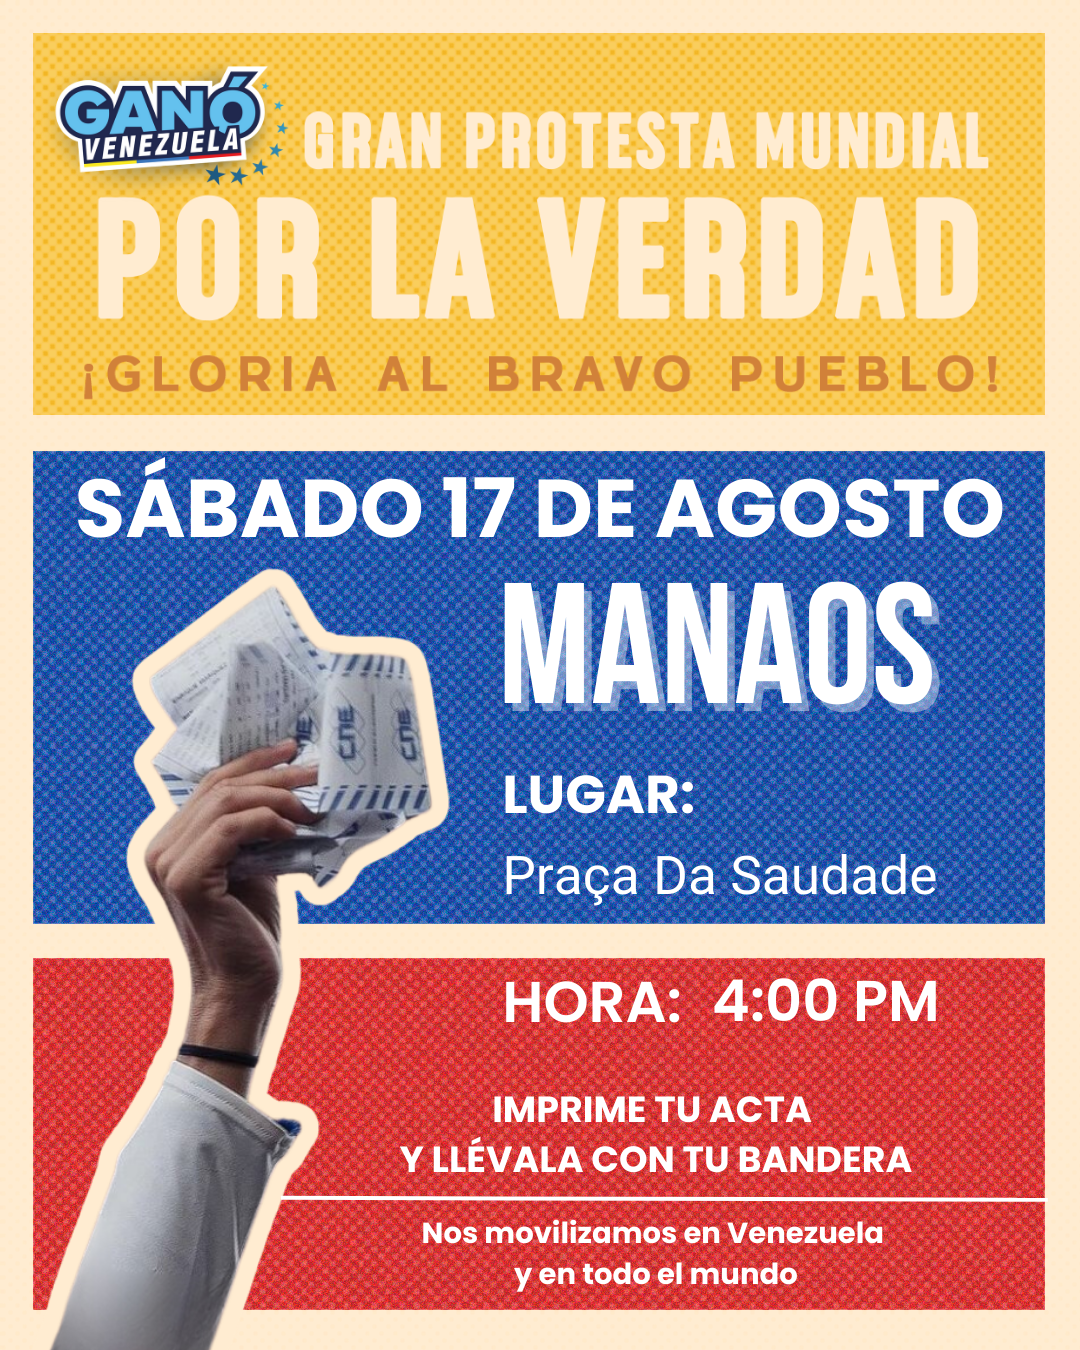 GANÓ
VENEZUELA
GRAN PROTESTA MUNDIAL
POR LA VERDAD
¡GLORIA AL BRAVO PUEBLO!
SÁBADO 17 DE AGOSTO
MANAOS
CNE
CNE
LUGAR:
Praça Da Saudade
HORA: 4:00 PM
IMPRIME TU ACTA
Y LLÉVALA CON TU BANDERA
Nos movilizamos en Venezuela
y en todo el mundo